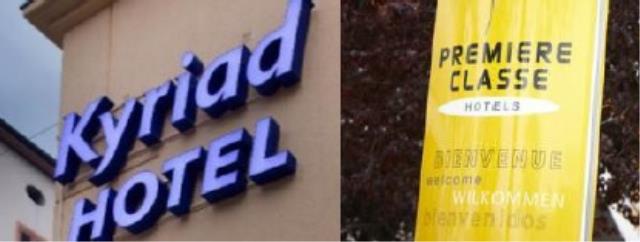 Kyriad
HOTEL
PREMIERE
CLASSE
HOTELS
BIENVENUE
welcome
WILKOMMEN
bienvenidos